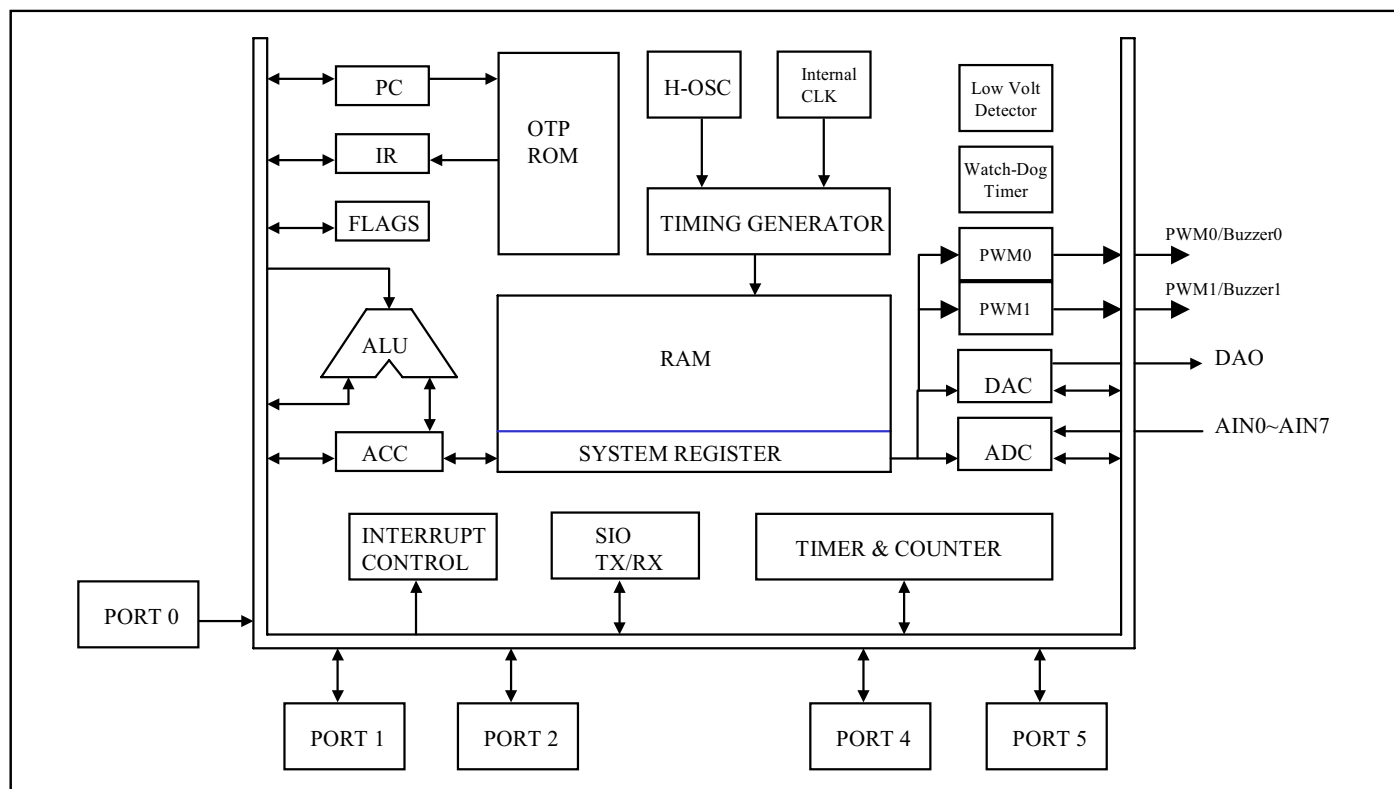 PC
IR
FLAGS
OTP
ROM
H-OSC
Internal
CLK
Low Volt
Detector
Watch-Dog
Timer
TIMING GENERATOR
PWM0
PWM0/Buzzer0
PWM1
PWM1/Buzzer1
ALU
RAM
DAC
DAO
ACC
SYSTEM REGISTER
ADC
AIN0~AIN7
INTERRUPT
CONTROL
SIO
TX/RX
TIMER & COUNTER
PORT 0
PORT 1
PORT 2
PORT 4
PORT 5